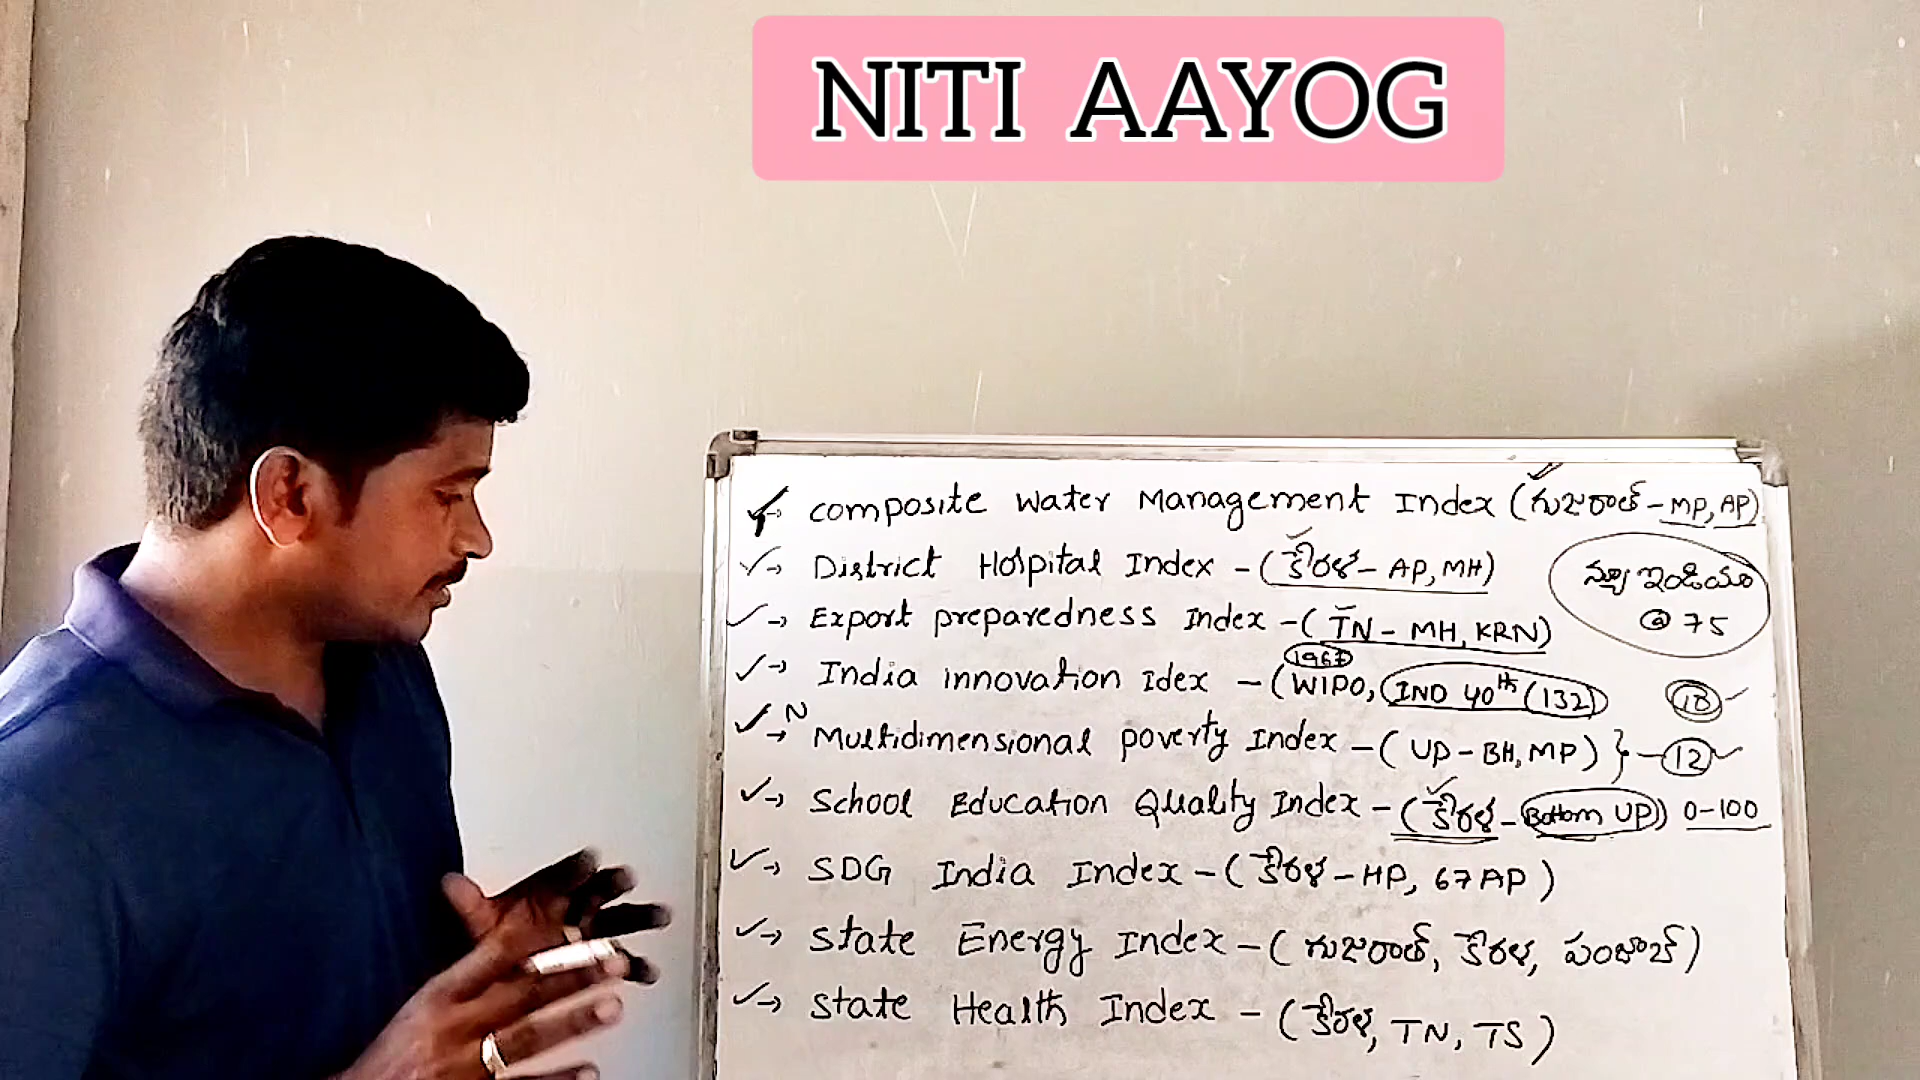 NITI AAYOG
→ composite Water Management Index (గుజరాత్ - MP, AP)
→ District Hospital Index - (కేరళ - AP, MH)
న్యూ ఇండియా
@ 75
→ Export preparedness Index - (TN - MH, KRN)
1967
→ India innovation Idex - (WIPO, IND 40th (132)
→ N Multidimensional poverty Index - (UP - BH, MP) } - 12
→ School Education Quality Index - (కేరళ - Bottom UP) 0-100
→ SDG India Index - (కేరళ - HP, 67 AP)
→ State Energy Index - (గుజరాత్, కేరళ, పంజాబ్)
→ State Health Index - (కేరళ, TN, TS)